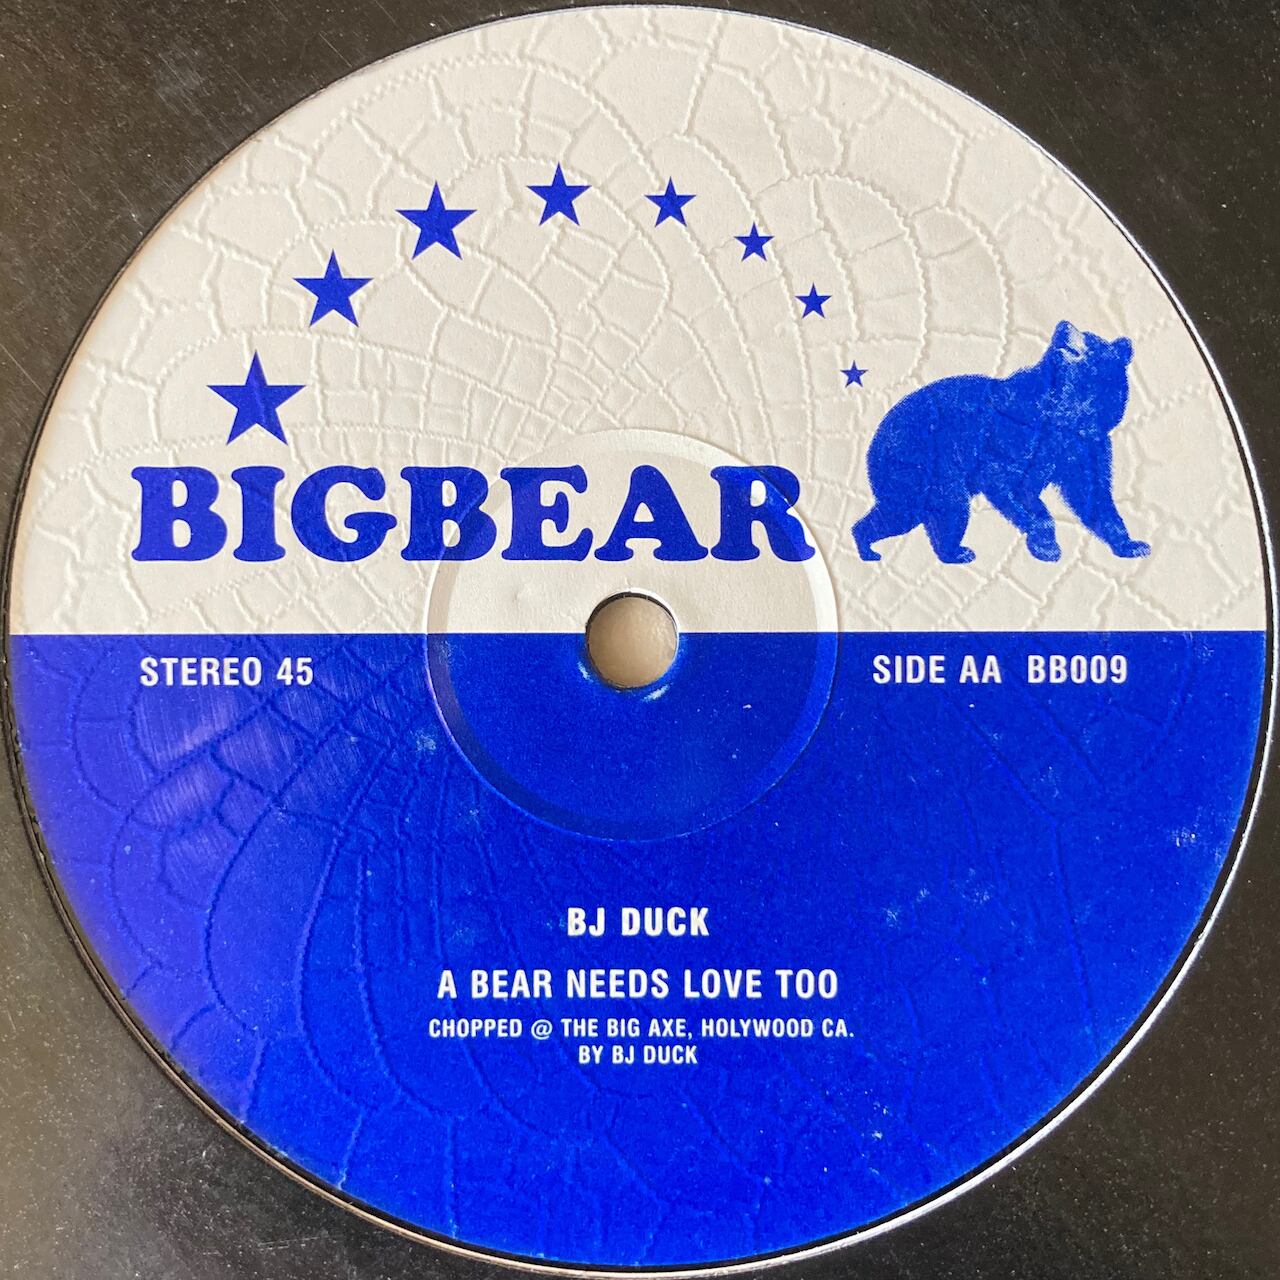 BIGBEAR
STEREO 45
SIDE AA BB009
BJ DUCK
A BEAR NEEDS LOVE TOO
CHOPPED @ THE BIG AXE, HOLYWOOD CA.
BY BJ DUCK